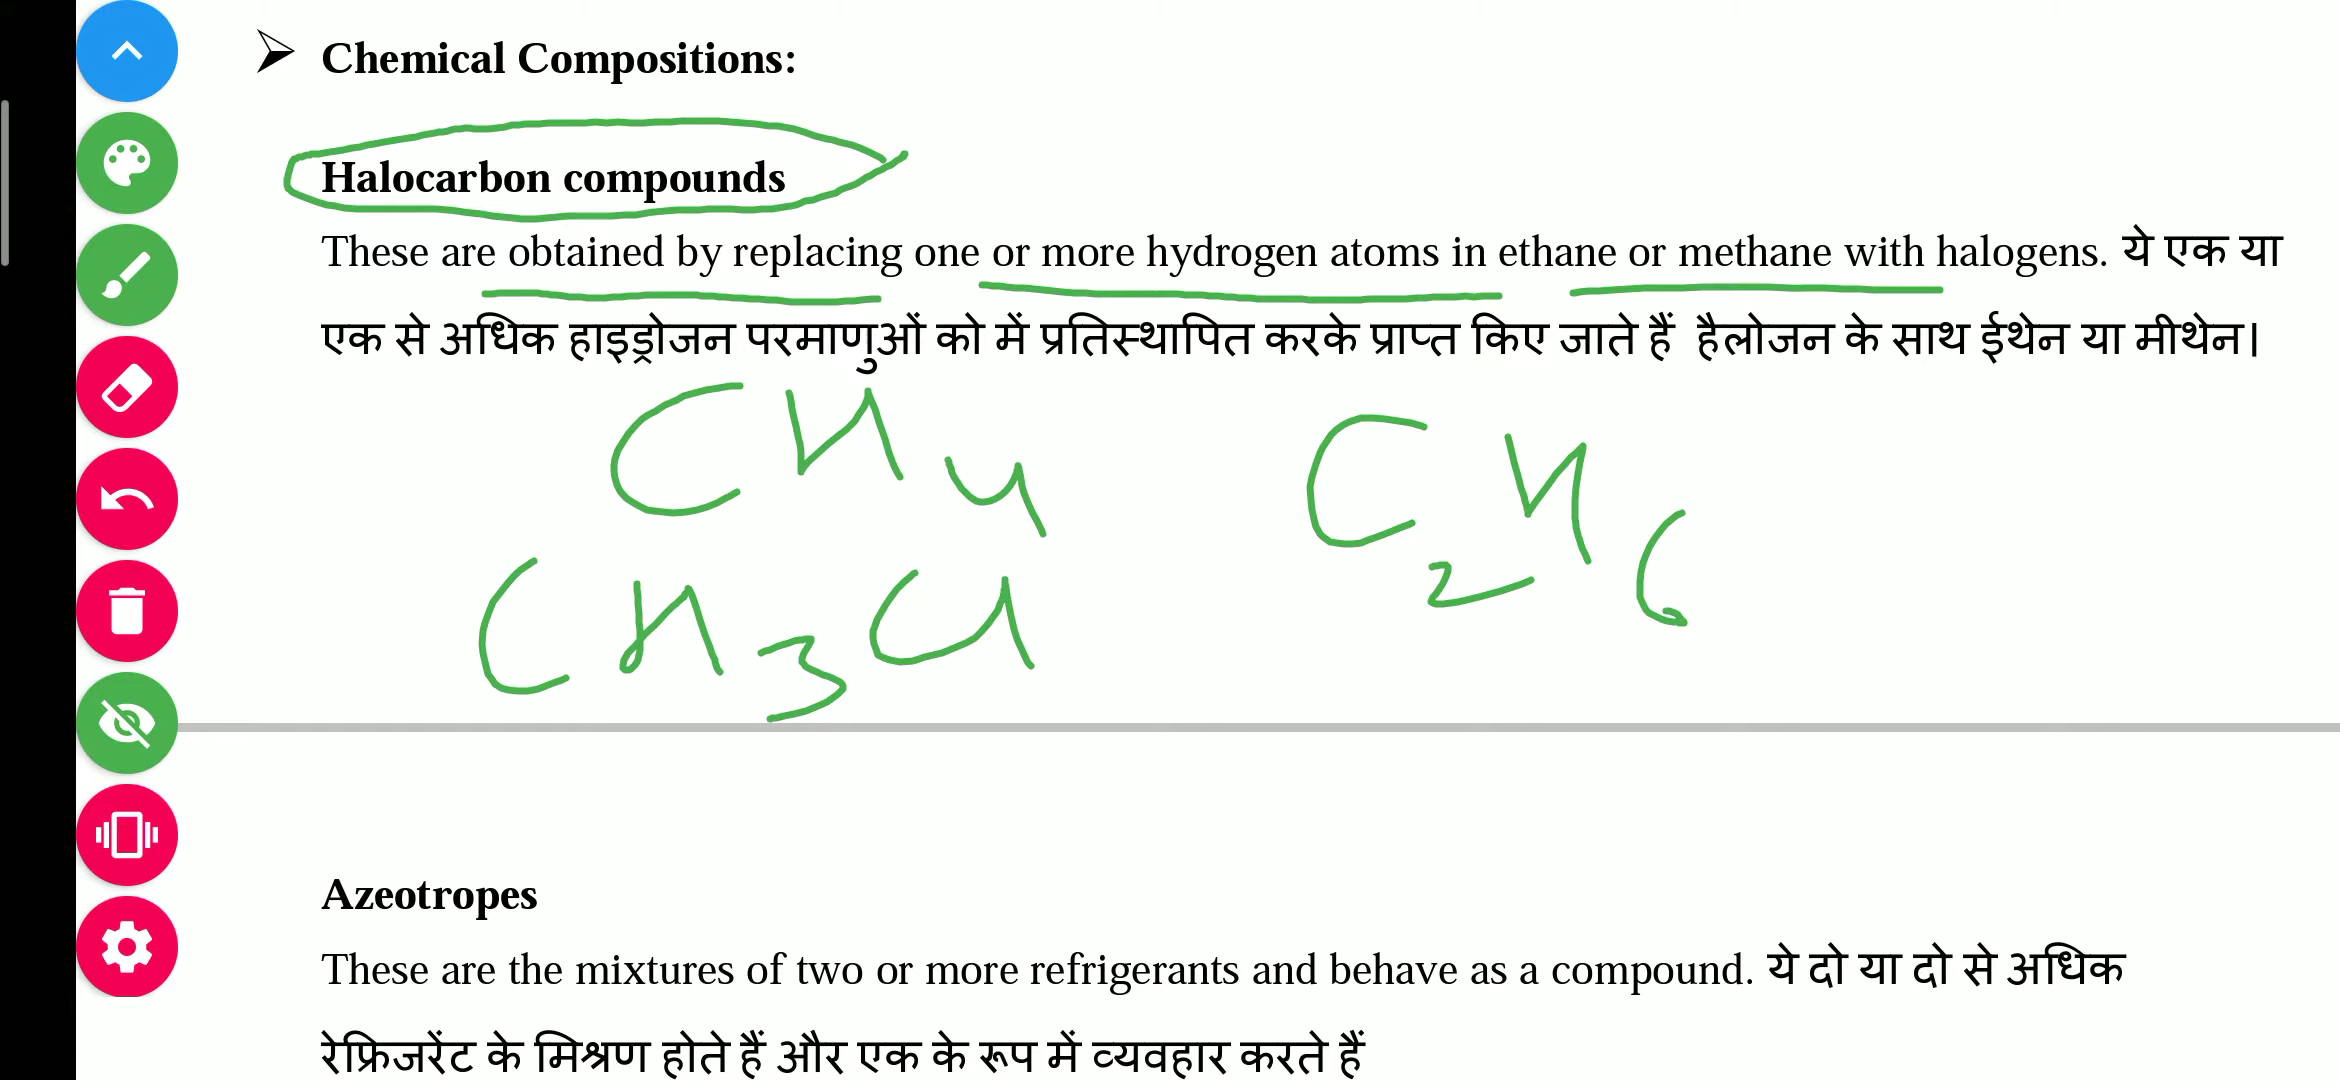 Chemical Compositions:
Halocarbon compounds
These are obtained by replacing one or more hydrogen atoms in ethane or methane with halogens. ये एक या
एक से अधिक हाइड्रोजन परमाणुओं को में प्रतिस्थापित करके प्राप्त किए जाते हैं हैलोजन के साथ ईथेन या मीथेन।
CH4 C2H6
CH3Cl
Azeotropes
These are the mixtures of two or more refrigerants and behave as a compound. ये दो या दो से अधिक
रेफ्रिजरेंट के मिश्रण होते हैं और एक के रूप में व्यवहार करते हैं